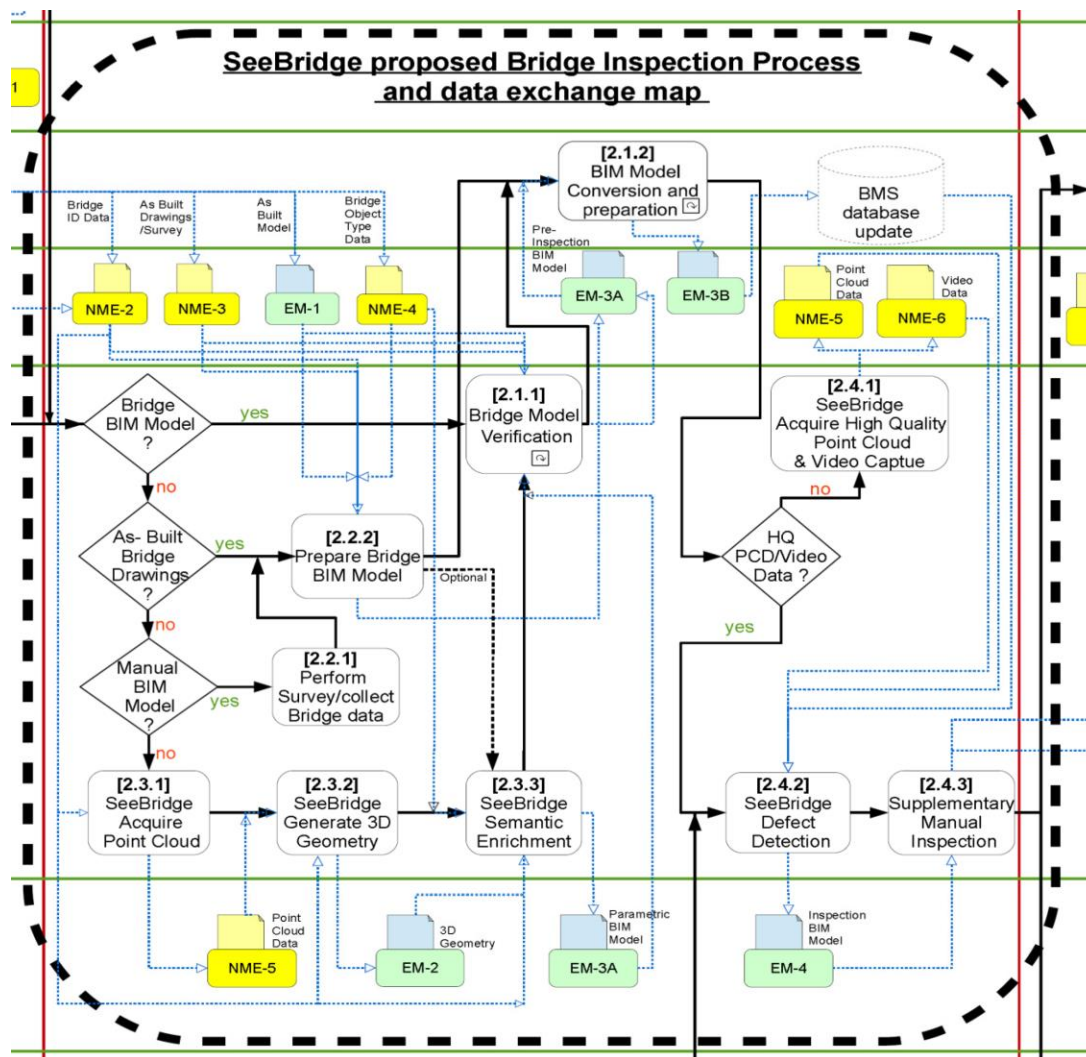 SeeBridge proposed Bridge Inspection Process
and data exchange map
1
[2.1.2]
BIM Model
Conversion and
preparation
BMS
database
update
Bridge
ID Data
As Built
Drawings
/Survey
As
Built
Model
Bridge
Object
Type
Data
Pre-
Inspection
BIM
Model
Point
Cloud
Data
Video
Data
NME-2
NME-3
EM-1
NME-4
EM-3A
EM-3B
NME-5
NME-6
Bridge
BIM Model
?
yes
no
[2.1.1]
Bridge Model
Verification
[2.4.1]
SeeBridge
Acquire High Quality
Point Cloud
& Video Captue
no
As- Built
Bridge
Drawings
?
yes
no
[2.2.2]
Prepare Bridge
BIM Model
Optional
HQ
PCD/Video
Data ?
yes
Manual
BIM
Model
?
yes
no
[2.2.1]
Perform
Survey/collect
Bridge data
[2.3.1]
SeeBridge
Acquire
Point Cloud
[2.3.2]
SeeBridge
Generate 3D
Geometry
[2.3.3]
SeeBridge
Semantic
Enrichment
[2.4.2]
SeeBridge
Defect
Detection
[2.4.3]
Supplementary
Manual
Inspection
Point
Cloud
Data
NME-5
3D
Geometry
EM-2
Parametric
BIM
Model
EM-3A
Inspection
BIM
Model
EM-4